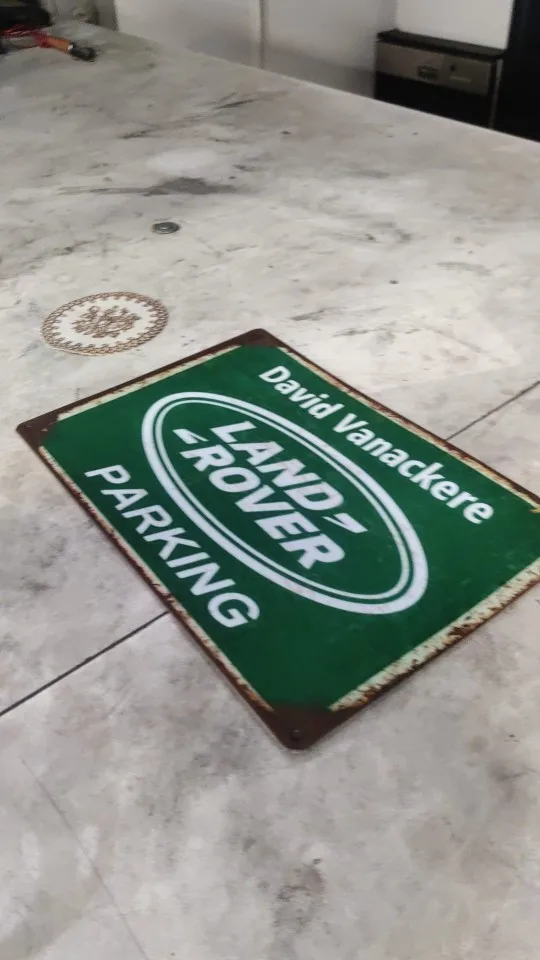 David Vanackere
LAND
ROVER
PARKING